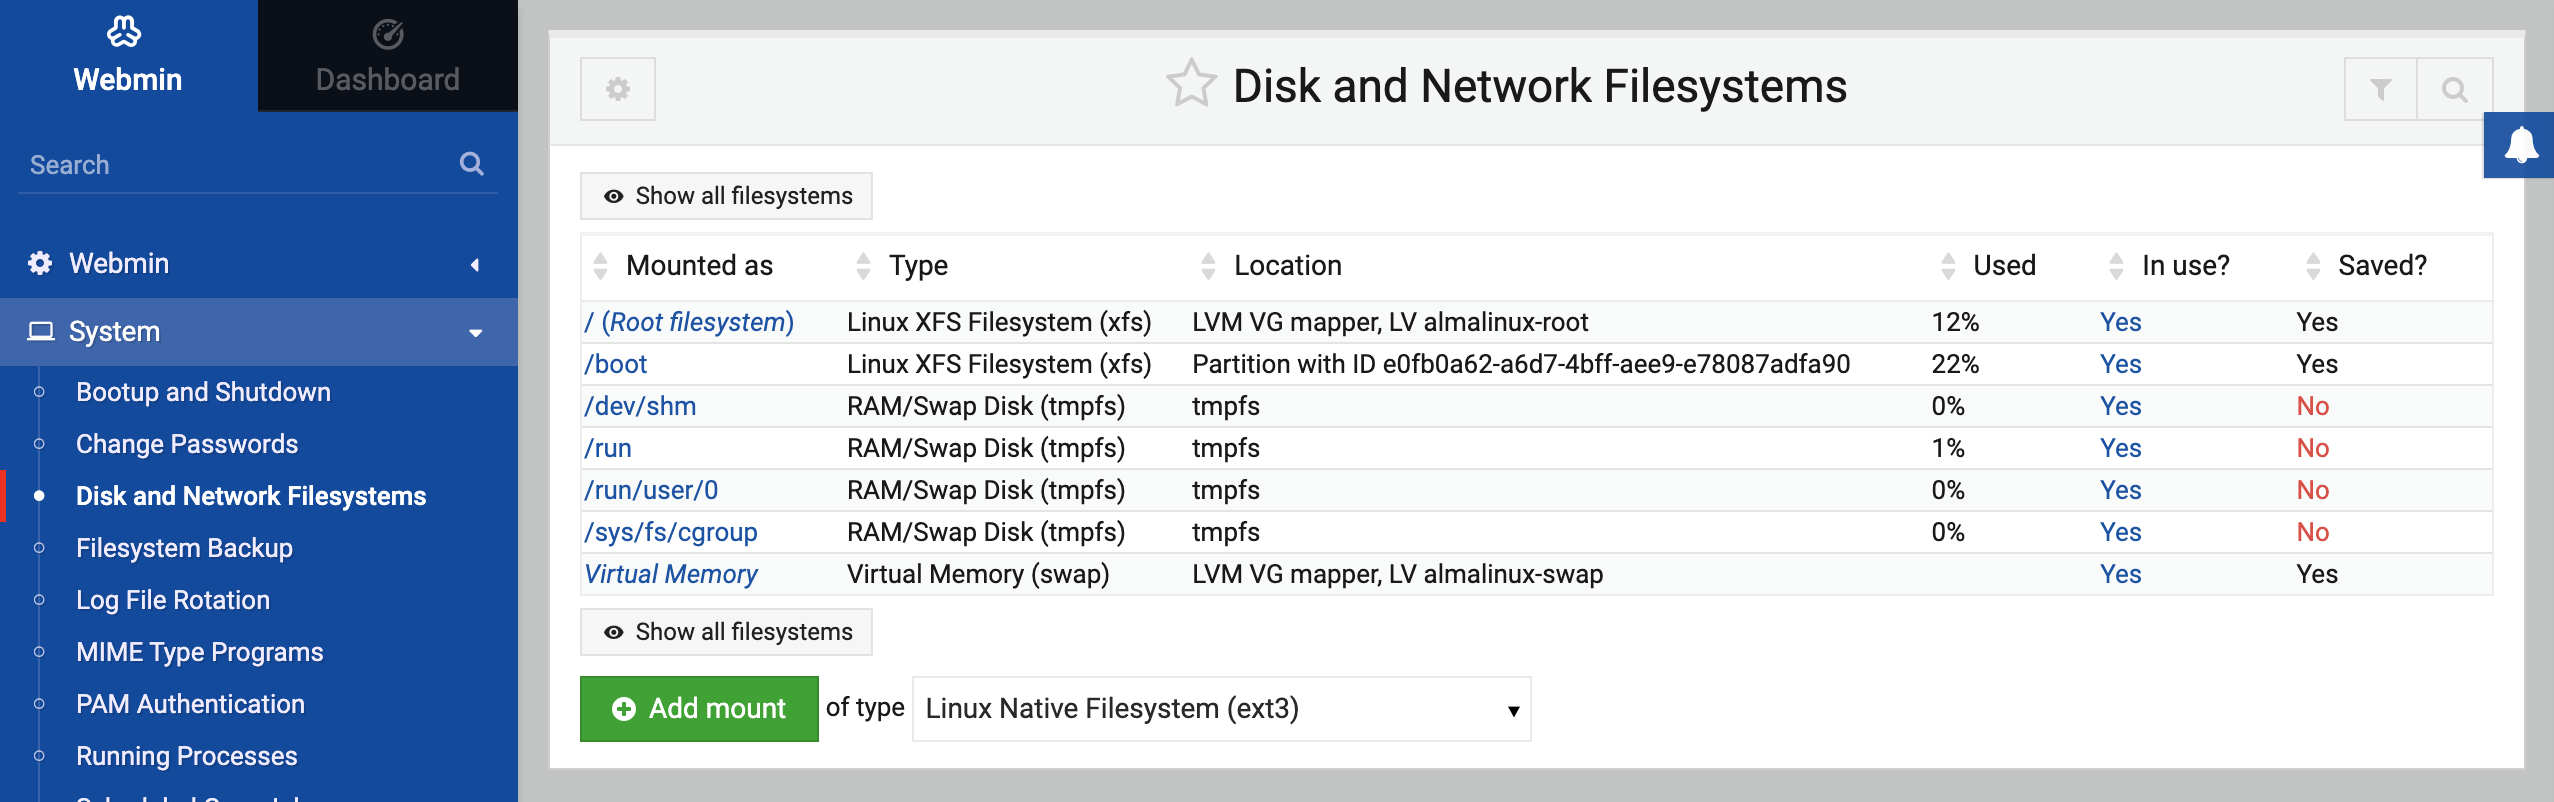 Webmin
Dashboard
Search
Webmin
System
Bootup and Shutdown
Change Passwords
Disk and Network Filesystems
Filesystem Backup
Log File Rotation
MIME Type Programs
PAM Authentication
Running Processes
Disk and Network Filesystems
Show all filesystems
Mounted as Type Location Used In use? Saved?
/ (Root filesystem) Linux XFS Filesystem (xfs) LVM VG mapper, LV almalinux-root 12% Yes Yes
/boot Linux XFS Filesystem (xfs) Partition with ID e0fb0a62-a6d7-4bff-aee9-e78087adfa90 22% Yes Yes
/dev/shm RAM/Swap Disk (tmpfs) tmpfs 0% Yes No
/run RAM/Swap Disk (tmpfs) tmpfs 1% Yes No
/run/user/0 RAM/Swap Disk (tmpfs) tmpfs 0% Yes No
/sys/fs/cgroup RAM/Swap Disk (tmpfs) tmpfs 0% Yes No
Virtual Memory Virtual Memory (swap) LVM VG mapper, LV almalinux-swap Yes Yes
Show all filesystems
Add mount of type Linux Native Filesystem (ext3)